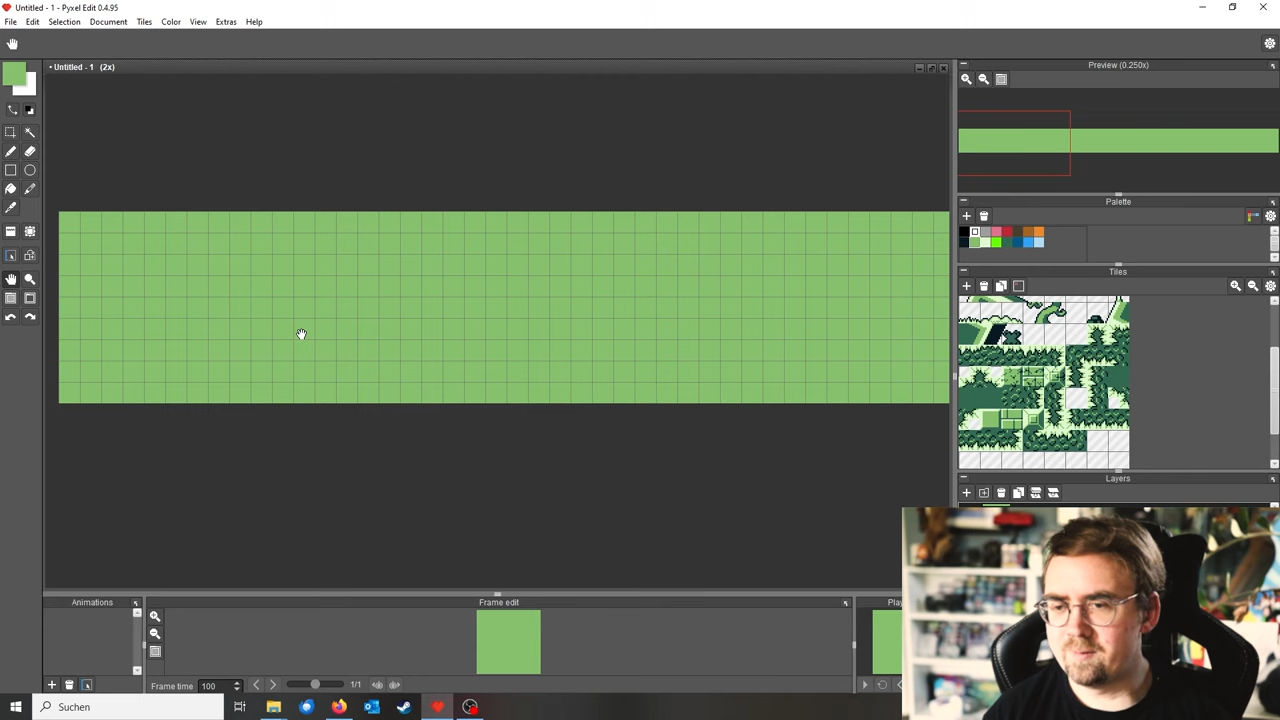 Untitled - 1 - Pyxel Edit 0.4.95
File Edit Selection Document Tiles Color View Extras Help
• Untitled - 1 (2x)
Preview (0.250x)
Palette
Tiles
Layers
Animations
Frame edit
Play
Frame time 100
1/1
Suchen